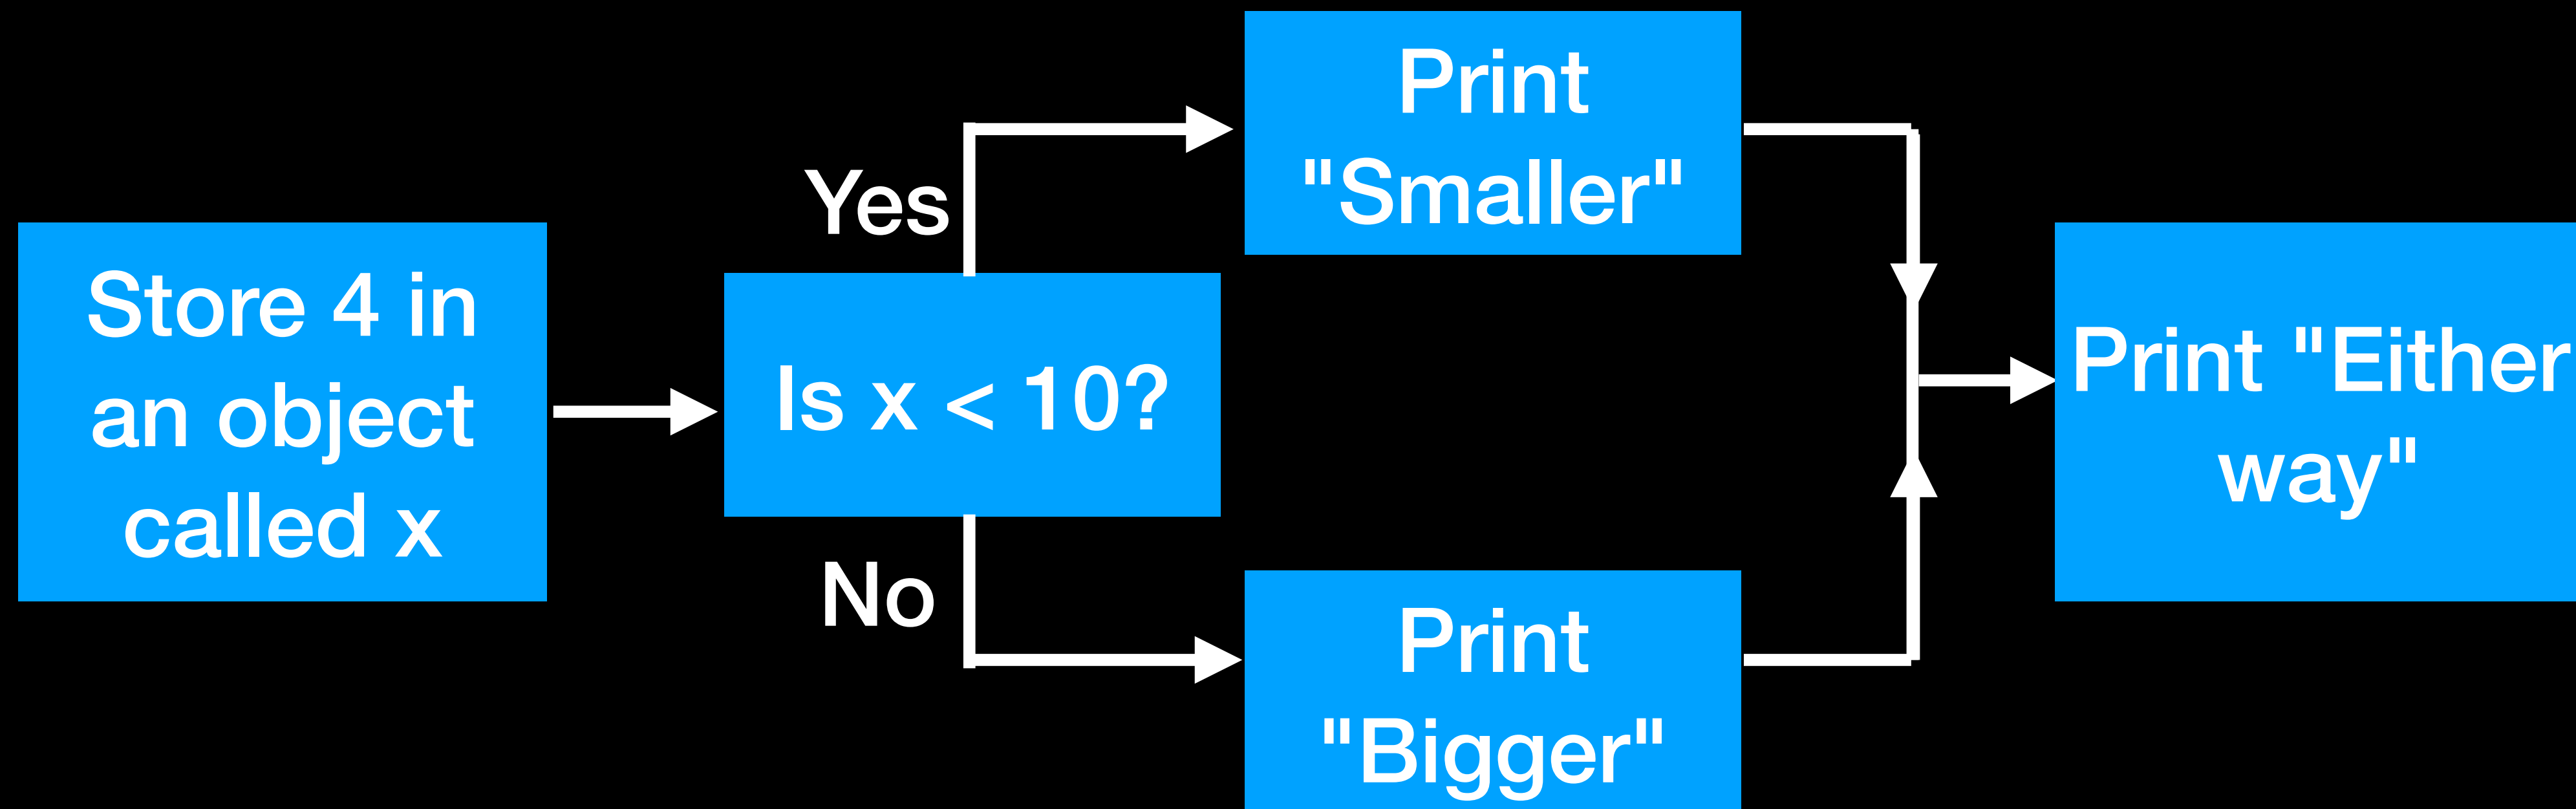 Store 4 in
an object
called x
Is x < 10?
Yes
Print
"Smaller"
No
Print
"Bigger"
Print "Either
way"